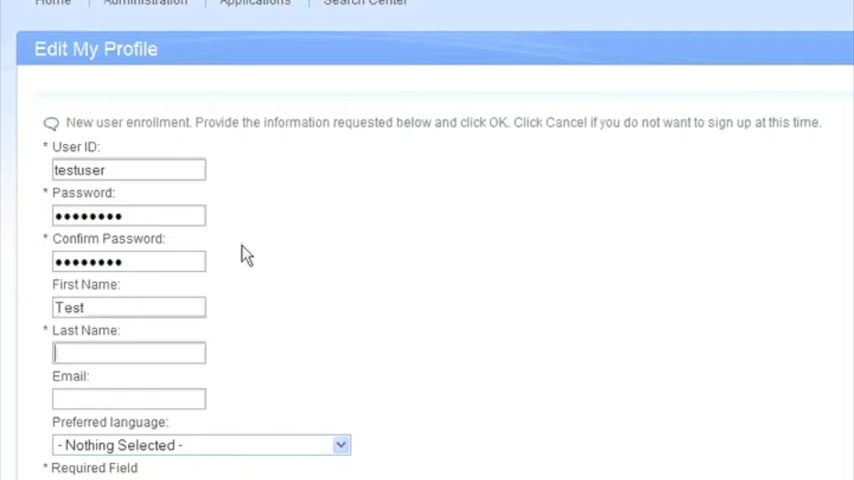 Home Administration Applications Search Center
Edit My Profile
New user enrollment. Provide the information requested below and click OK. Click Cancel if you do not want to sign up at this time.
* User ID:
testuser
* Password:
••••••••
* Confirm Password:
••••••••
First Name:
Test
* Last Name:
Email:
Preferred language:
- Nothing Selected -
* Required Field